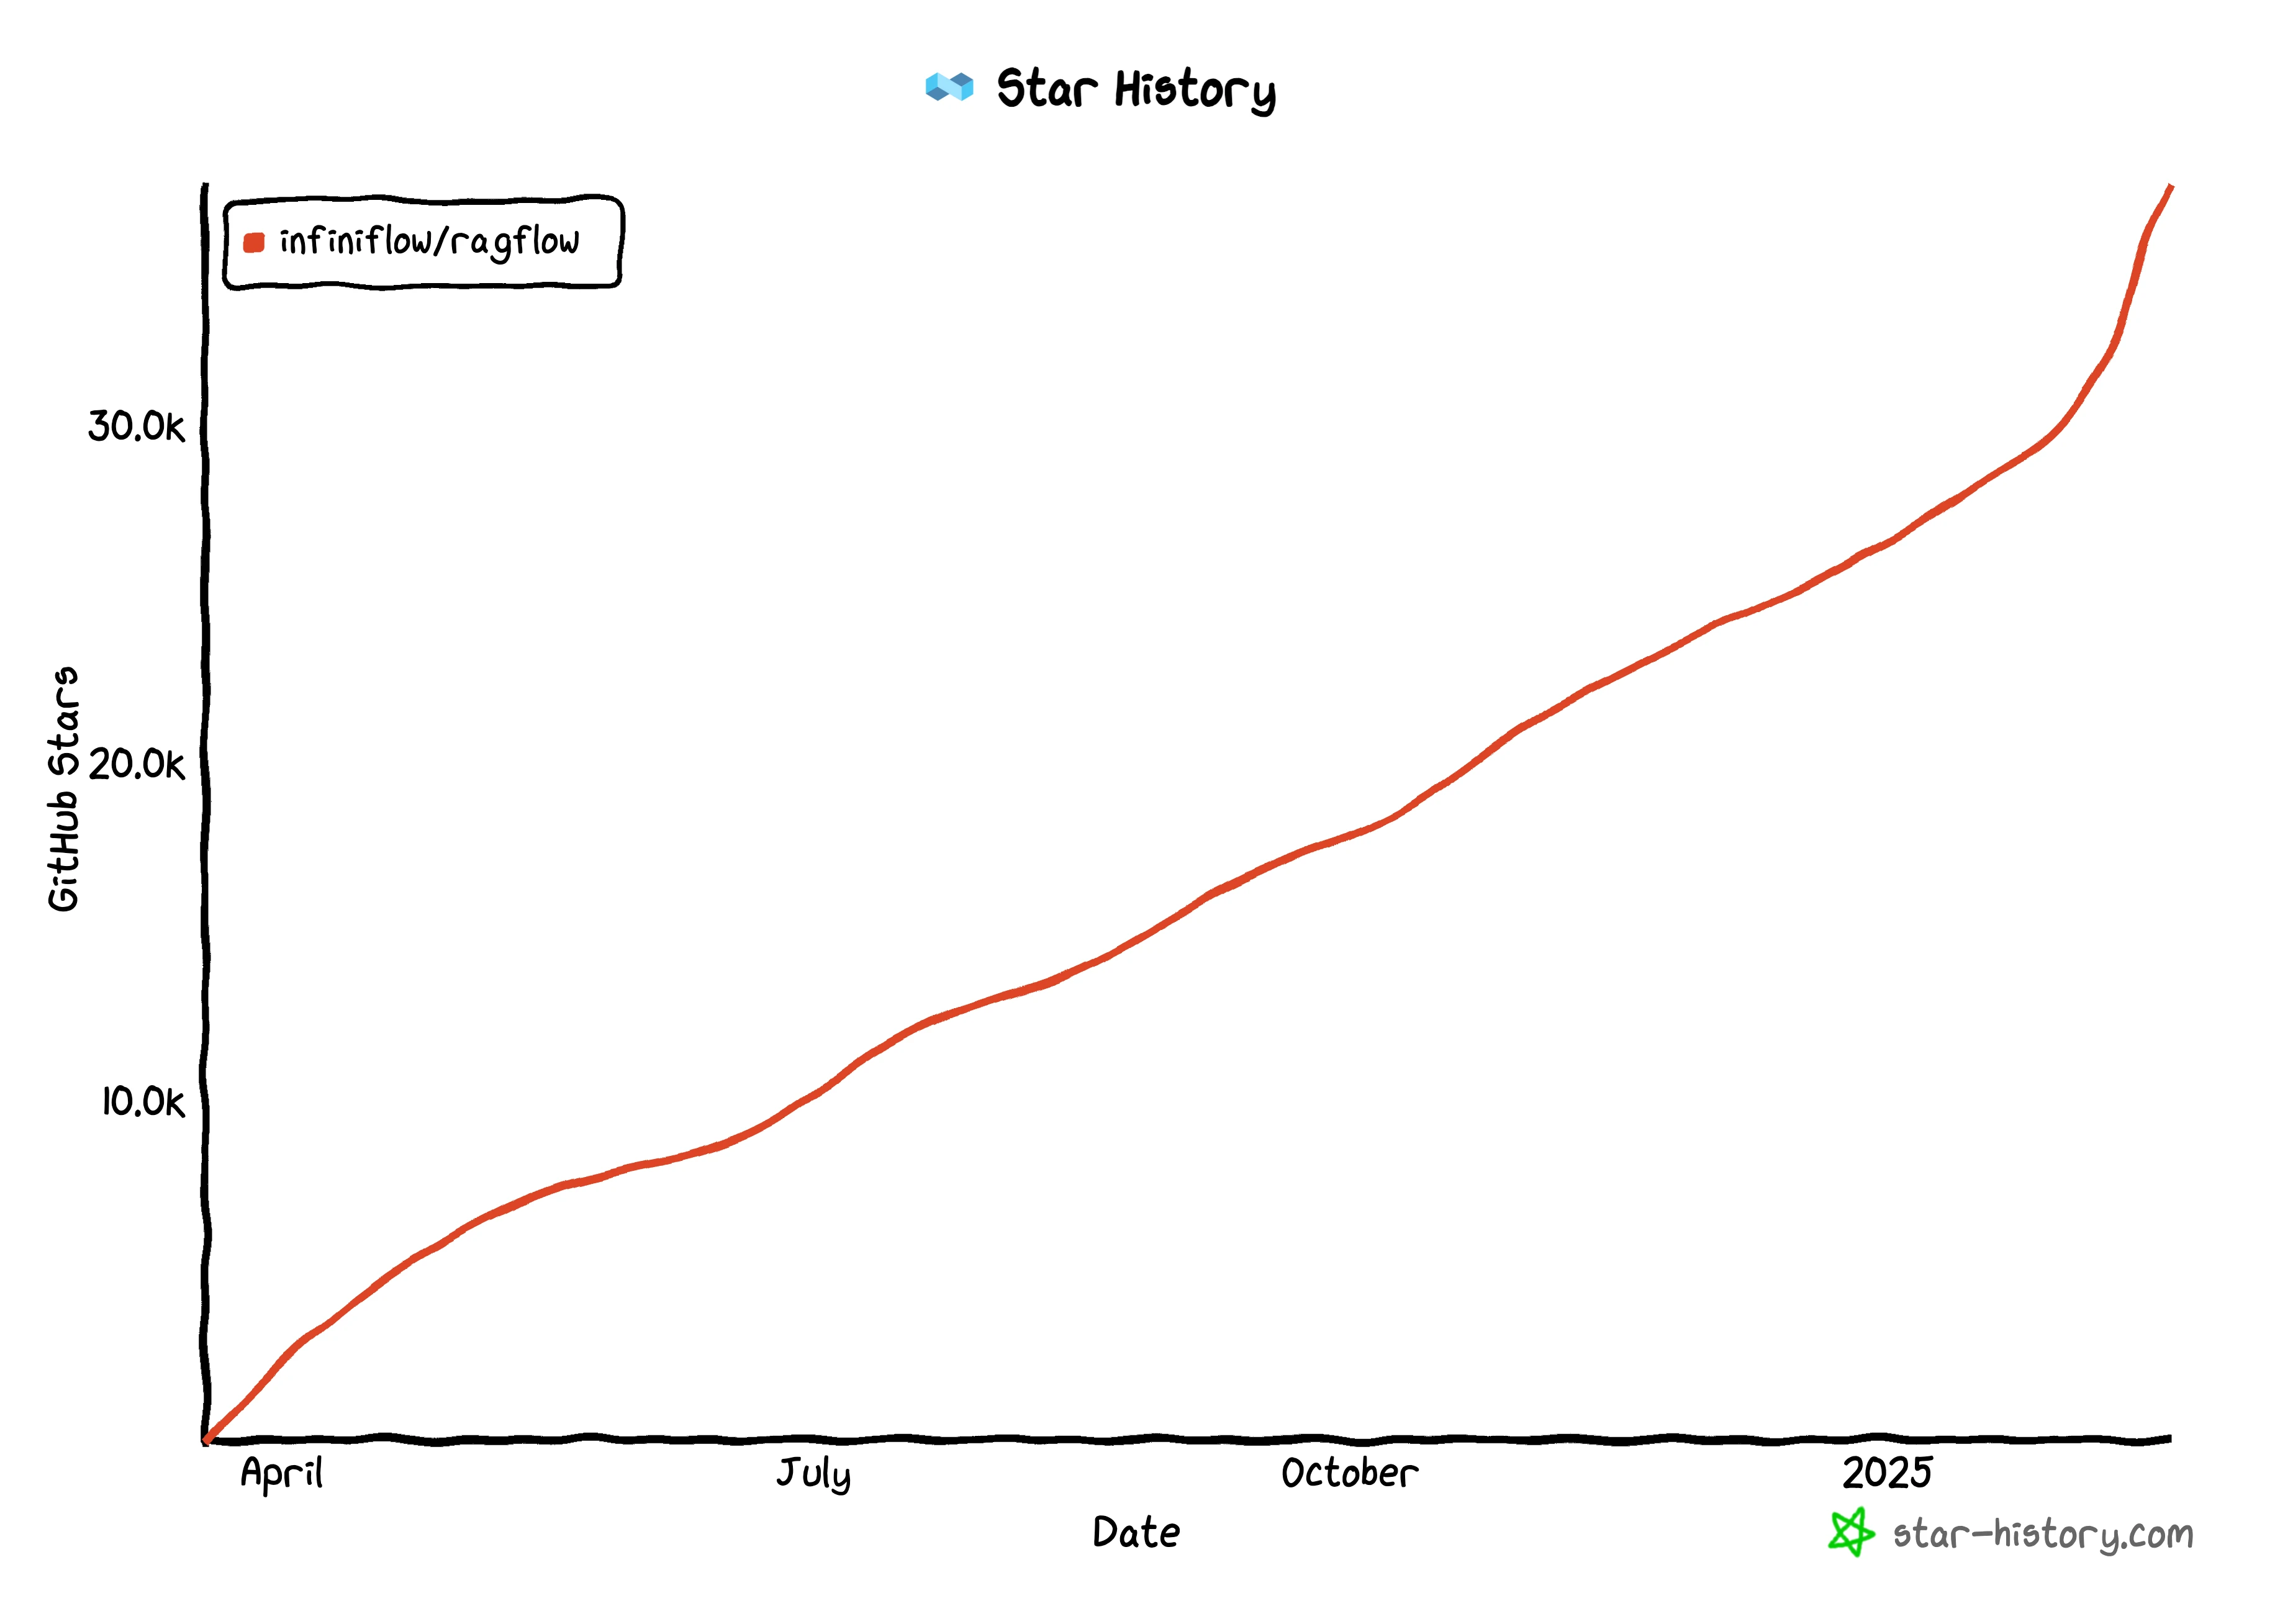 Star History
infiniflow/ragflow
30.0K
20.0K
10.0K
GitHub Stars
April
July
October
2025
Date
star-history.com